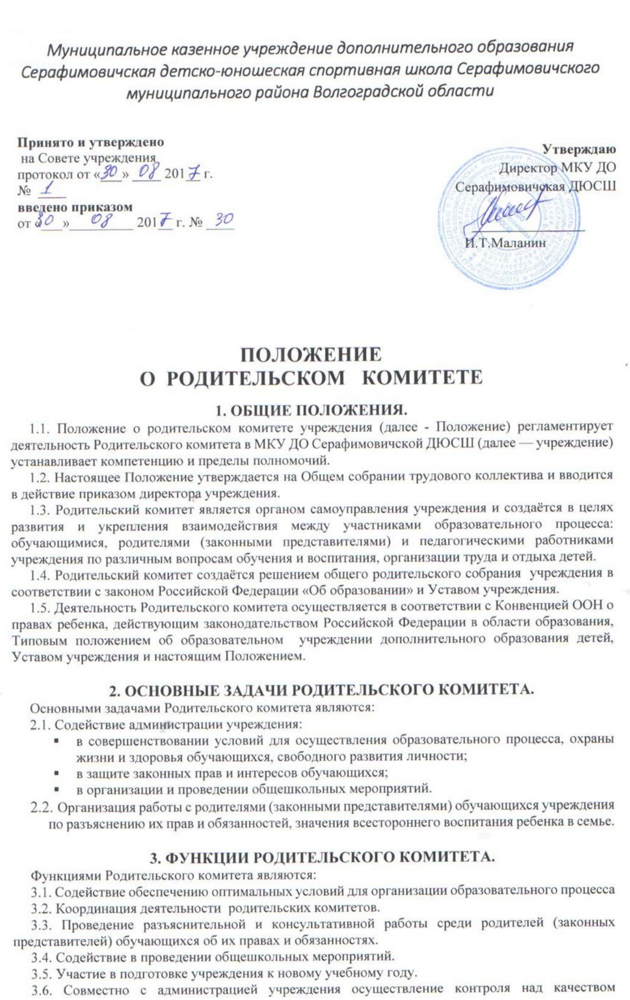 Муниципальное казенное учреждение дополнительного образования
Серафимовичская детско-юношеская спортивная школа Серафимовичского
муниципального района Волгоградской области
Принято и утверждено
на Совете учреждения
протокол от «30» 08 2017 г.
№ 1
введено приказом
от «30 » 08 2017 г. № 30
Утверждаю
Директор МКУ ДО
Серафимовичская ДЮСШ
И.Т.Маланин
ПОЛОЖЕНИЕ
О РОДИТЕЛЬСКОМ КОМИТЕТЕ
1. ОБЩИЕ ПОЛОЖЕНИЯ.
1.1. Положение о родительском комитете учреждения (далее - Положение) регламентирует
деятельность Родительского комитета в МКУ ДО Серафимовичской ДЮСШ (далее — учреждение)
устанавливает компетенцию и пределы полномочий.
1.2. Настоящее Положение утверждается на Общем собрании трудового коллектива и вводится
в действие приказом директора учреждения.
1.3. Родительский комитет является органом самоуправления учреждения и создаётся в целях
развития и укрепления взаимодействия между участниками образовательного процесса:
обучающимися, родителями (законными представителями) и педагогическими работниками
учреждения по различным вопросам обучения и воспитания, организации труда и отдыха детей.
1.4. Родительский комитет создаётся решением общего родительского собрания учреждения в
соответствии с законом Российской Федерации «Об образовании» и Уставом учреждения.
1.5. Деятельность Родительского комитета осуществляется в соответствии с Конвенцией ООН о
правах ребенка, действующим законодательством Российской Федерации в области образования,
Типовым положением об образовательном учреждении дополнительного образования детей,
Уставом учреждения и настоящим Положением.
2. ОСНОВНЫЕ ЗАДАЧИ РОДИТЕЛЬСКОГО КОМИТЕТА.
Основными задачами Родительского комитета являются:
2.1. Содействие администрации учреждения:
▪ в совершенствовании условий для осуществления образовательного процесса, охраны
жизни и здоровья обучающихся, свободного развития личности;
▪ в защите законных прав и интересов обучающихся;
▪ в организации и проведении общешкольных мероприятий.
2.2. Организация работы с родителями (законными представителями) обучающихся учреждения
по разъяснению их прав и обязанностей, значения всестороннего воспитания ребенка в семье.
3. ФУНКЦИИ РОДИТЕЛЬСКОГО КОМИТЕТА.
Функциями Родительского комитета являются:
3.1. Содействие обеспечению оптимальных условий для организации образовательного процесса
3.2. Координация деятельности родительских комитетов.
3.3. Проведение разъяснительной и консультативной работы среди родителей (законных
представителей) обучающихся об их правах и обязанностях.
3.4. Содействие в проведении общешкольных мероприятий.
3.5. Участие в подготовке учреждения к новому учебному году.
3.6. Совместно с администрацией учреждения осуществление контроля над качеством